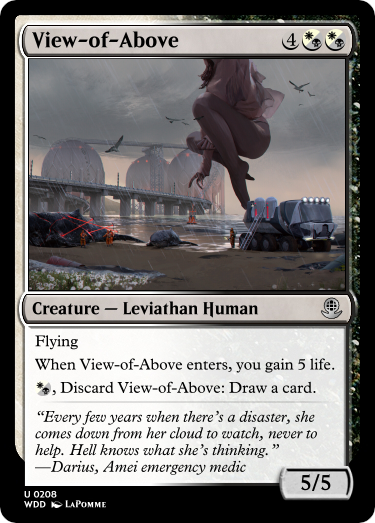 View-of-Above 4
Creature — Leviathan Human
Flying
When View-of-Above enters, you gain 5 life.
, Discard View-of-Above: Draw a card.
“Every few years when there’s a disaster, she
comes down from her cloud to watch, never to
help. Hell knows what she’s thinking.”
—Darius, Amei emergency medic
5/5
U 0208
WDD LaPomme